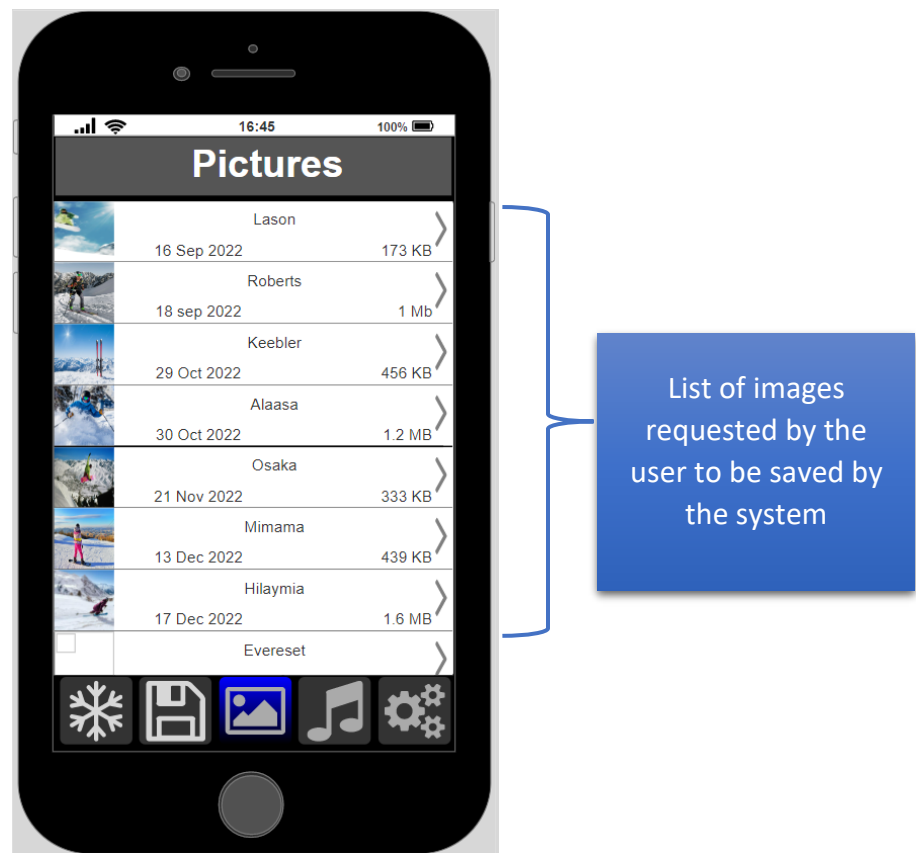 16:45 100%
Pictures
Lason
16 Sep 2022 173 KB
Roberts
18 sep 2022 1 Mb
Keebler
29 Oct 2022 456 KB
Alaasa
30 Oct 2022 1.2 MB
Osaka
21 Nov 2022 333 KB
Mimama
13 Dec 2022 439 KB
Hilaymia
17 Dec 2022 1.6 MB
Evereset
List of images
requested by the
user to be saved by
the system